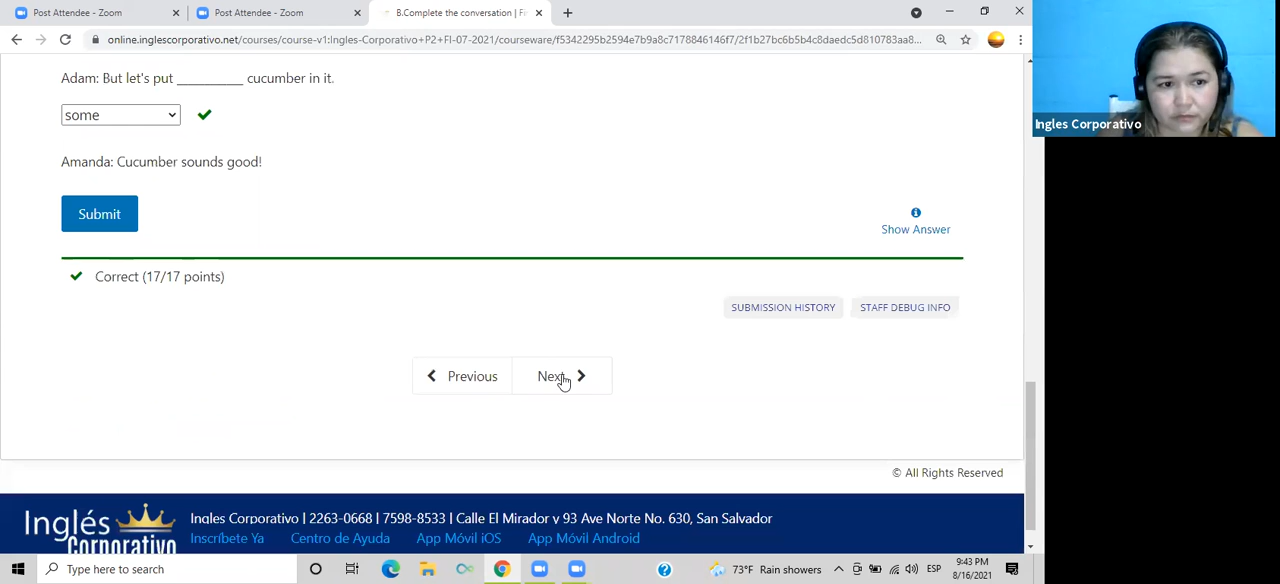 Post Attendee - Zoom
Post Attendee - Zoom
B.Complete the conversation | F
online.inglescorporativo.net/courses/course-v1:Ingles-Corporativo+P2+FI-07-2021/courseware/f5342295b2594e7b9a8c7178846146f7/2f1b27bc6b5b4c8daedc5d810783aa8...
Adam: But let's put __________ cucumber in it.
some
Amanda: Cucumber sounds good!
Submit
Show Answer
Correct (17/17 points)
SUBMISSION HISTORY
STAFF DEBUG INFO
Previous
Next
© All Rights Reserved
Inglés Corporativo
Ingles Corporativo | 2263-0668 | 7598-8533 | Calle El Mirador y 93 Ave Norte No. 630, San Salvador
Inscríbete Ya
Centro de Ayuda
App Móvil iOS
App Móvil Android
Type here to search
73°F Rain showers
ESP
9:43 PM
8/16/2021
Ingles Corporativo